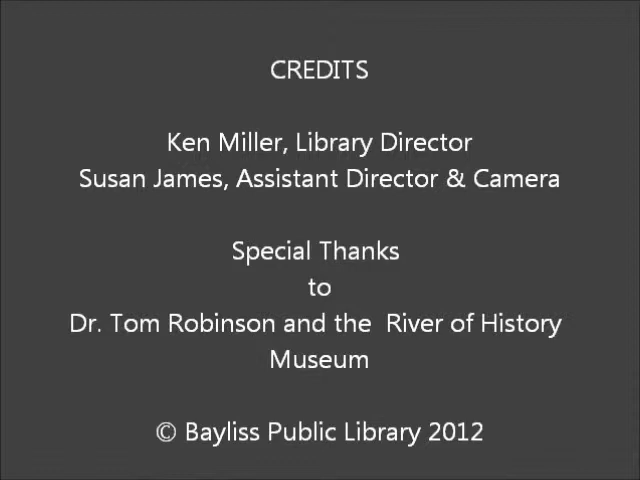 CREDITS
Ken Miller, Library Director
Susan James, Assistant Director & Camera
Special Thanks
to
Dr. Tom Robinson and the  River of History
Museum
© Bayliss Public Library 2012